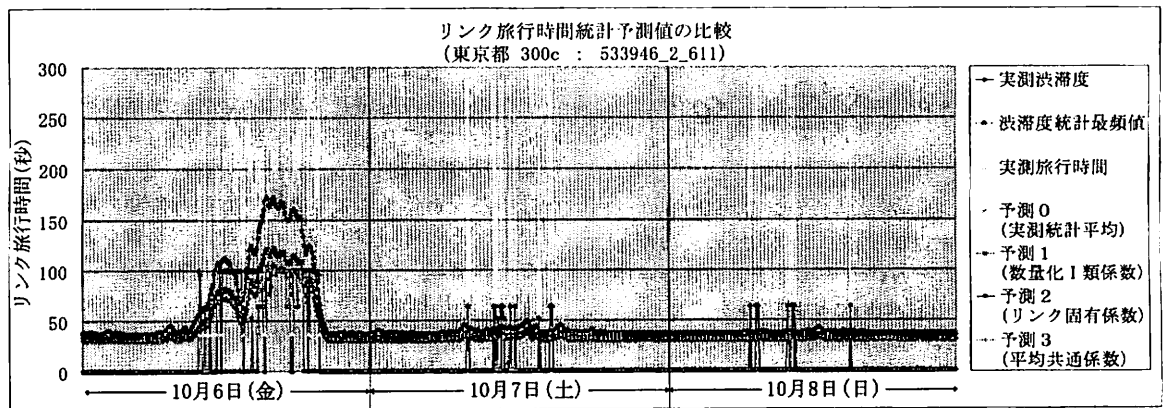 リンク旅行時間統計予測値の比較
(東京都 300c : 533946_2_611)
リンク旅行時間(秒)
300
250
200
150
100
50
0
10月6日(金)
10月7日(土)
10月8日(日)
実測渋滞度
渋滞度統計最頻値
実測旅行時間
予測0
(実測統計平均)
予測1
(数量化Ⅰ類係数)
予測2
(リンク固有係数)
予測3
(平均共通係数)